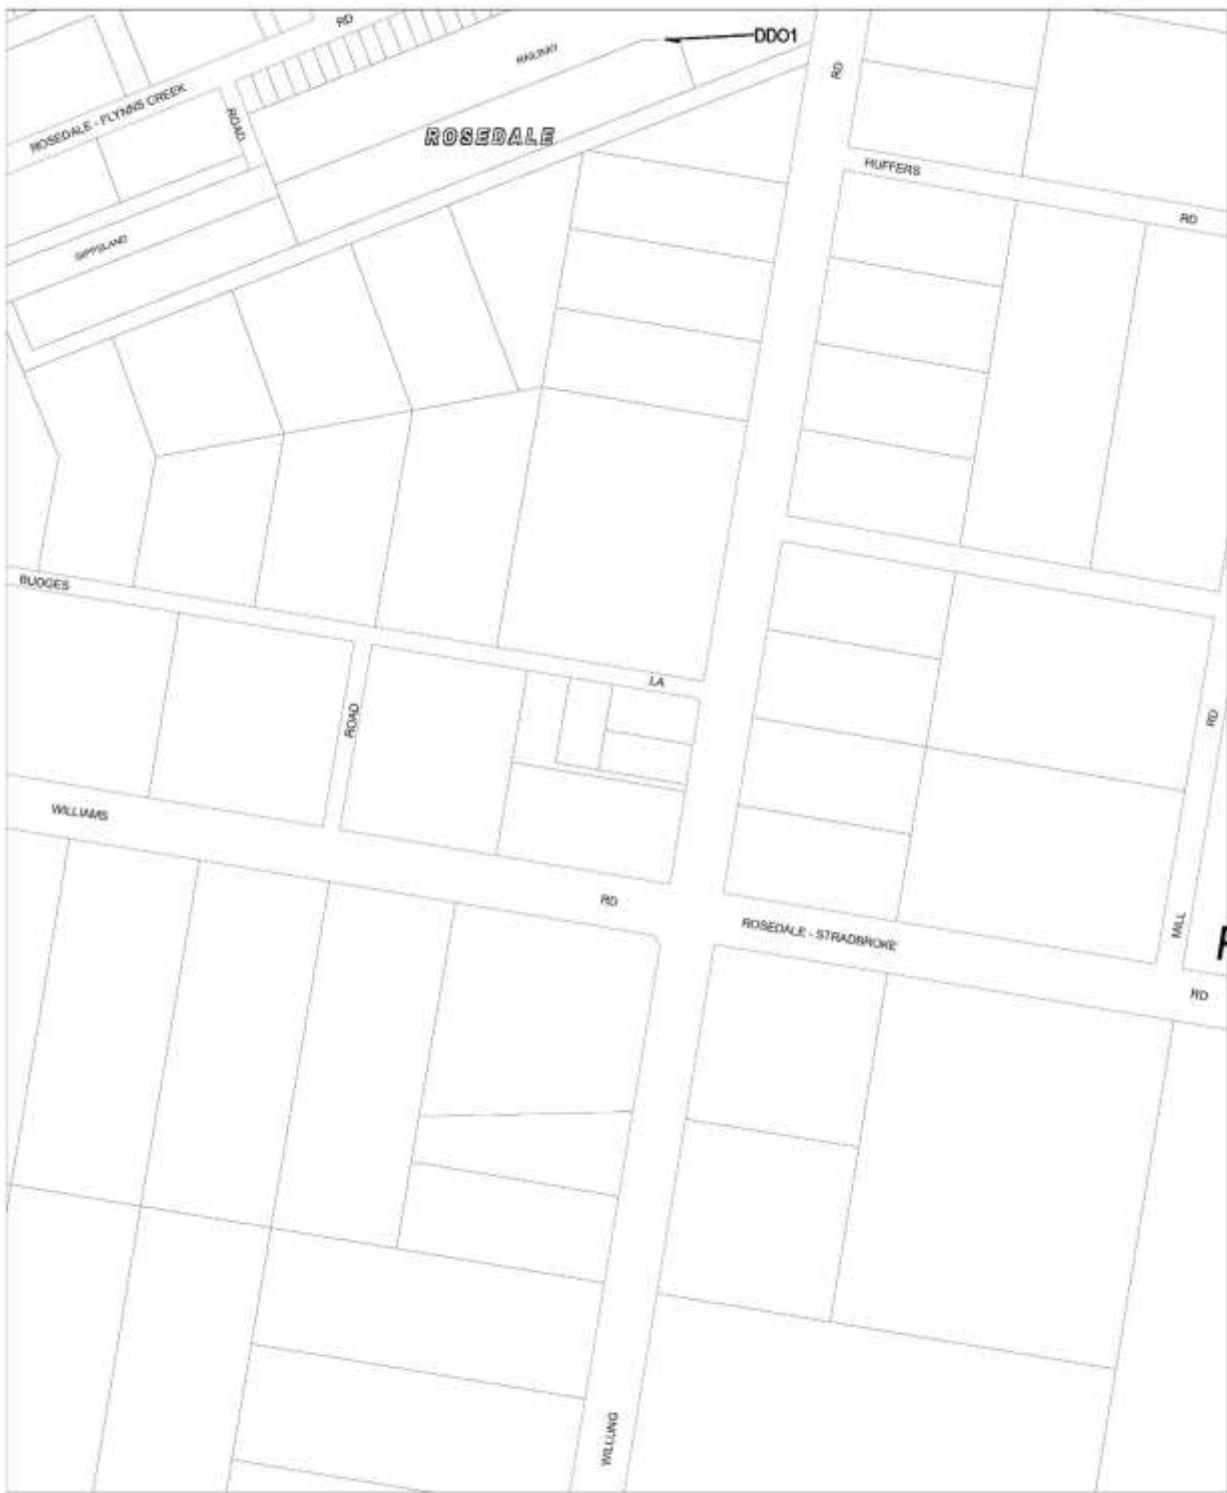 RD
DDO1
RAILWAY
RD
ROSEDALE - FLYNNS CREEK
ROAD
ROSEDALE
HUFFERS
RD
GIPPSLAND
BUDGES
LA
ROAD
RD
WILLIAMS
RD
ROSEDALE - STRADBROKE
MILL
RD
WILLUNG